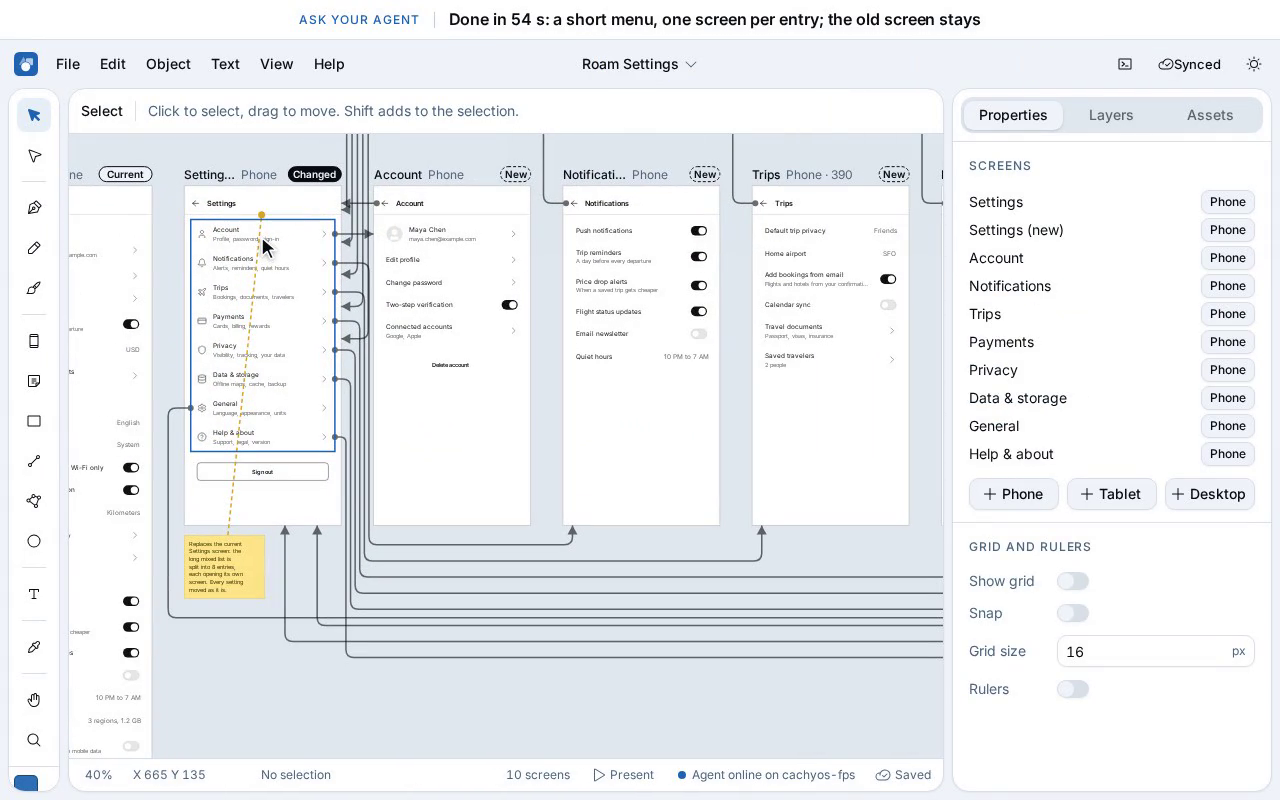 ASK YOUR AGENT
Done in 54 s: a short menu, one screen per entry; the old screen stays
File Edit Object Text View Help
Roam Settings
Synced
Select
Click to select, drag to move. Shift adds to the selection.
Properties Layers Assets
Current
Setting... Phone Changed
Account Phone New
Notificati... Phone New
Trips Phone · 390 New
USD
English
System
Wi-Fi only
Kilometers
cheaper
10 PM to 7 AM
3 regions, 1.2 GB
mobile data
Settings
Account
Profile, password, sign-in
Notifications
Alerts, reminders, quiet hours
Trips
Bookings, documents, travelers
Payments
Cards, billing, rewards
Privacy
Visibility, tracking, your data
Data & storage
Offline maps, cache, backup
General
Language, appearance, units
Help & about
Support, legal, version
Sign out
Replaces the current
Settings screen: the
long mixed list is
split into 8 entries,
each opening its own
screen. Every setting
moved as it is.
Account
Maya Chen
maya.chen@example.com
Edit profile
Change password
Two-step verification
Connected accounts
Google, Apple
Delete account
Notifications
Push notifications
Trip reminders
A day before every departure
Price drop alerts
When a saved trip gets cheaper
Flight status updates
Email newsletter
Quiet hours 10 PM to 7 AM
Trips
Default trip privacy Friends
Home airport SFO
Add bookings from email
Flights and hotels from your confirmati...
Calendar sync
Travel documents
Passport, visas, insurance
Saved travelers
2 people
SCREENS
Settings Phone
Settings (new) Phone
Account Phone
Notifications Phone
Trips Phone
Payments Phone
Privacy Phone
Data & storage Phone
General Phone
Help & about Phone
Phone Tablet Desktop
GRID AND RULERS
Show grid
Snap
Grid size 16 px
Rulers
40% X 665 Y 135 No selection 10 screens Present Agent online on cachyos-fps Saved